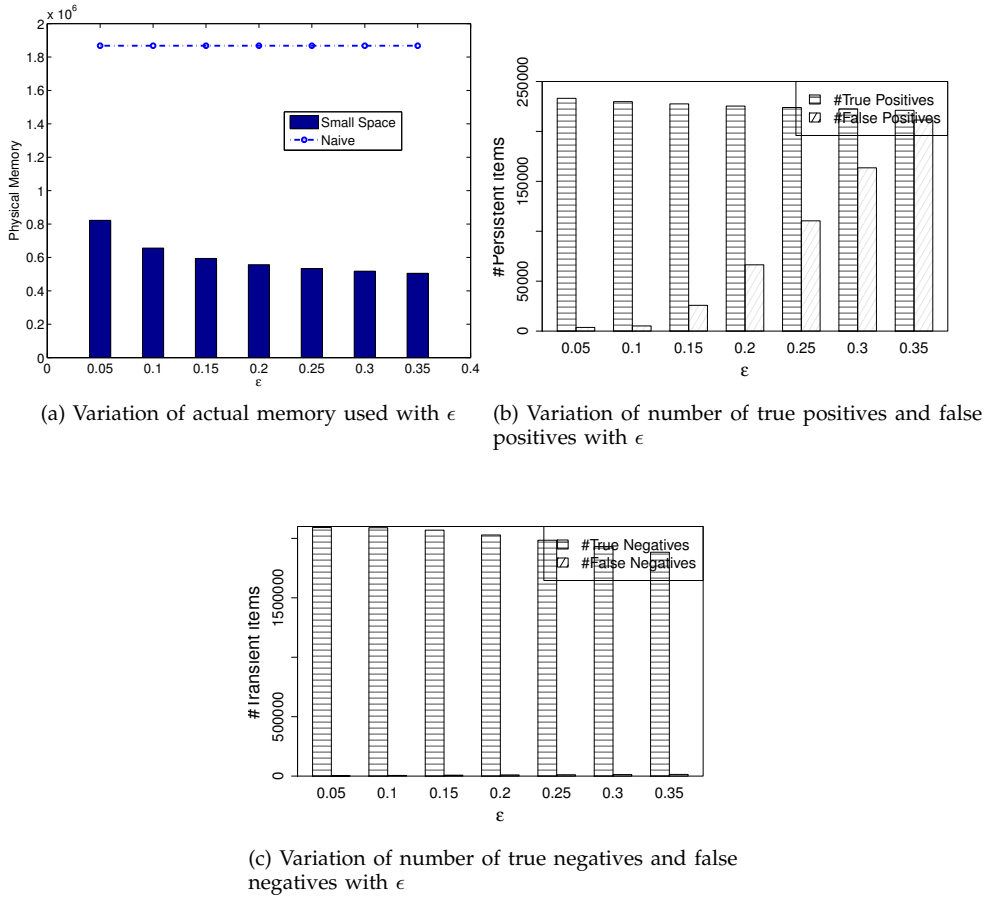 x 10^6
2
1.8
1.6
1.4
1.2
1
0.8
0.6
0.4
0.2
0
Physical Memory
Small Space
Naive
0 0.05 0.1 0.15 0.2 0.25 0.3 0.35 0.4
ε
(a) Variation of actual memory used with ϵ
250000
150000
50000
0
#Persistent items
#True Positives
#False Positives
0.05 0.1 0.15 0.2 0.25 0.3 0.35
ε
(b) Variation of number of true positives and false
positives with ϵ
1500000
500000
0
#Transient items
#True Negatives
#False Negatives
0.05 0.1 0.15 0.2 0.25 0.3 0.35
ε
(c) Variation of number of true negatives and false
negatives with ϵ